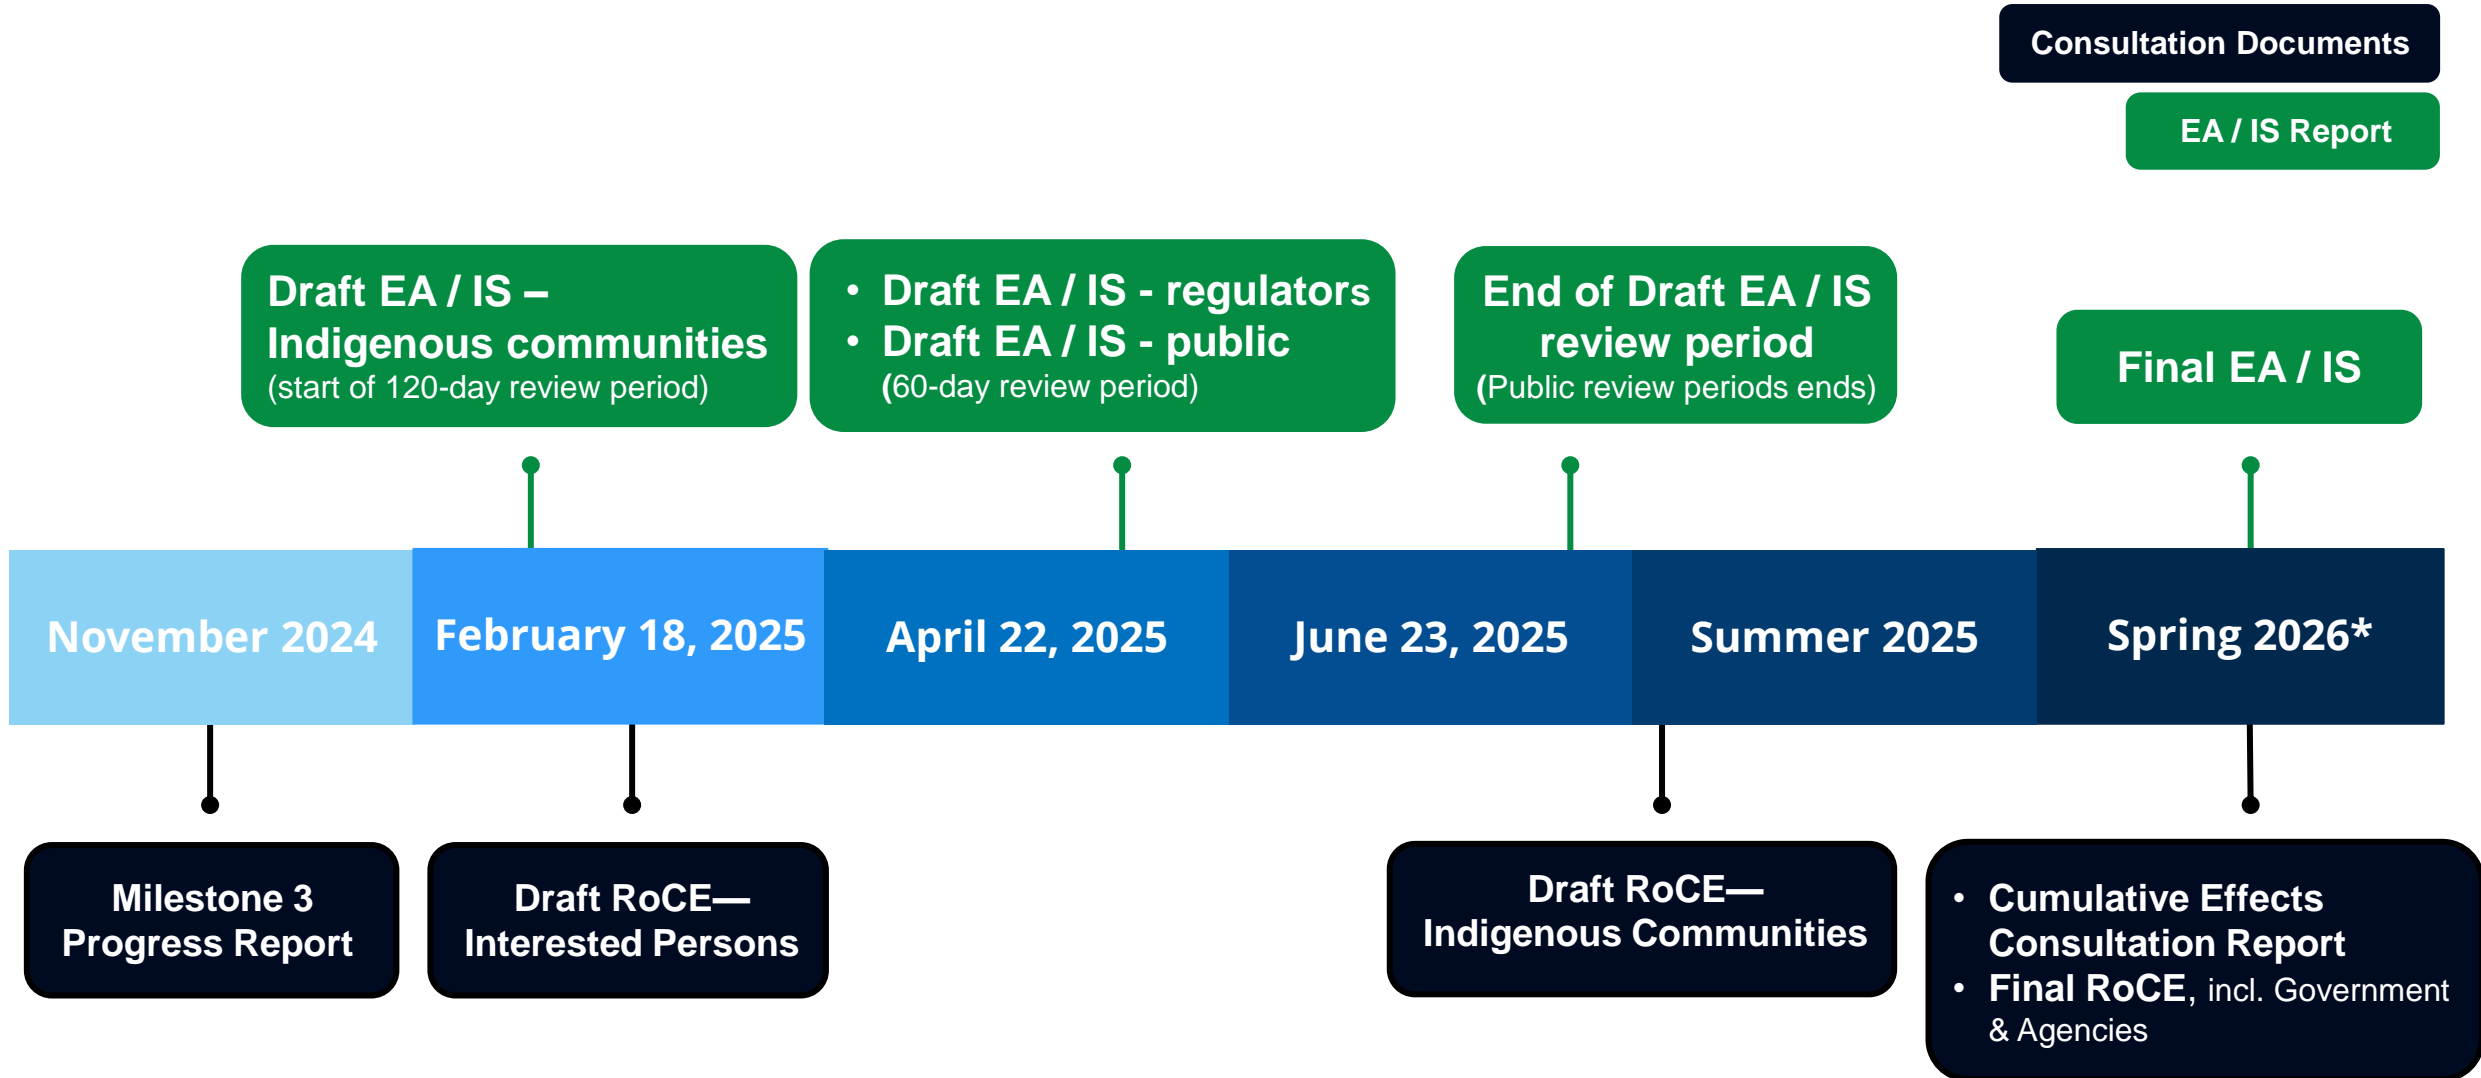 Consultation Documents
EA / IS Report
Draft EA / IS –
Indigenous communities
(start of 120-day review period)
• Draft EA / IS - regulators
• Draft EA / IS - public
(60-day review period)
End of Draft EA / IS
review period
(Public review periods ends)
Final EA / IS
November 2024
February 18, 2025
April 22, 2025
June 23, 2025
Summer 2025
Spring 2026*
Milestone 3
Progress Report
Draft RoCE—
Interested Persons
Draft RoCE—
Indigenous Communities
• Cumulative Effects
Consultation Report
• Final RoCE, incl. Government
& Agencies